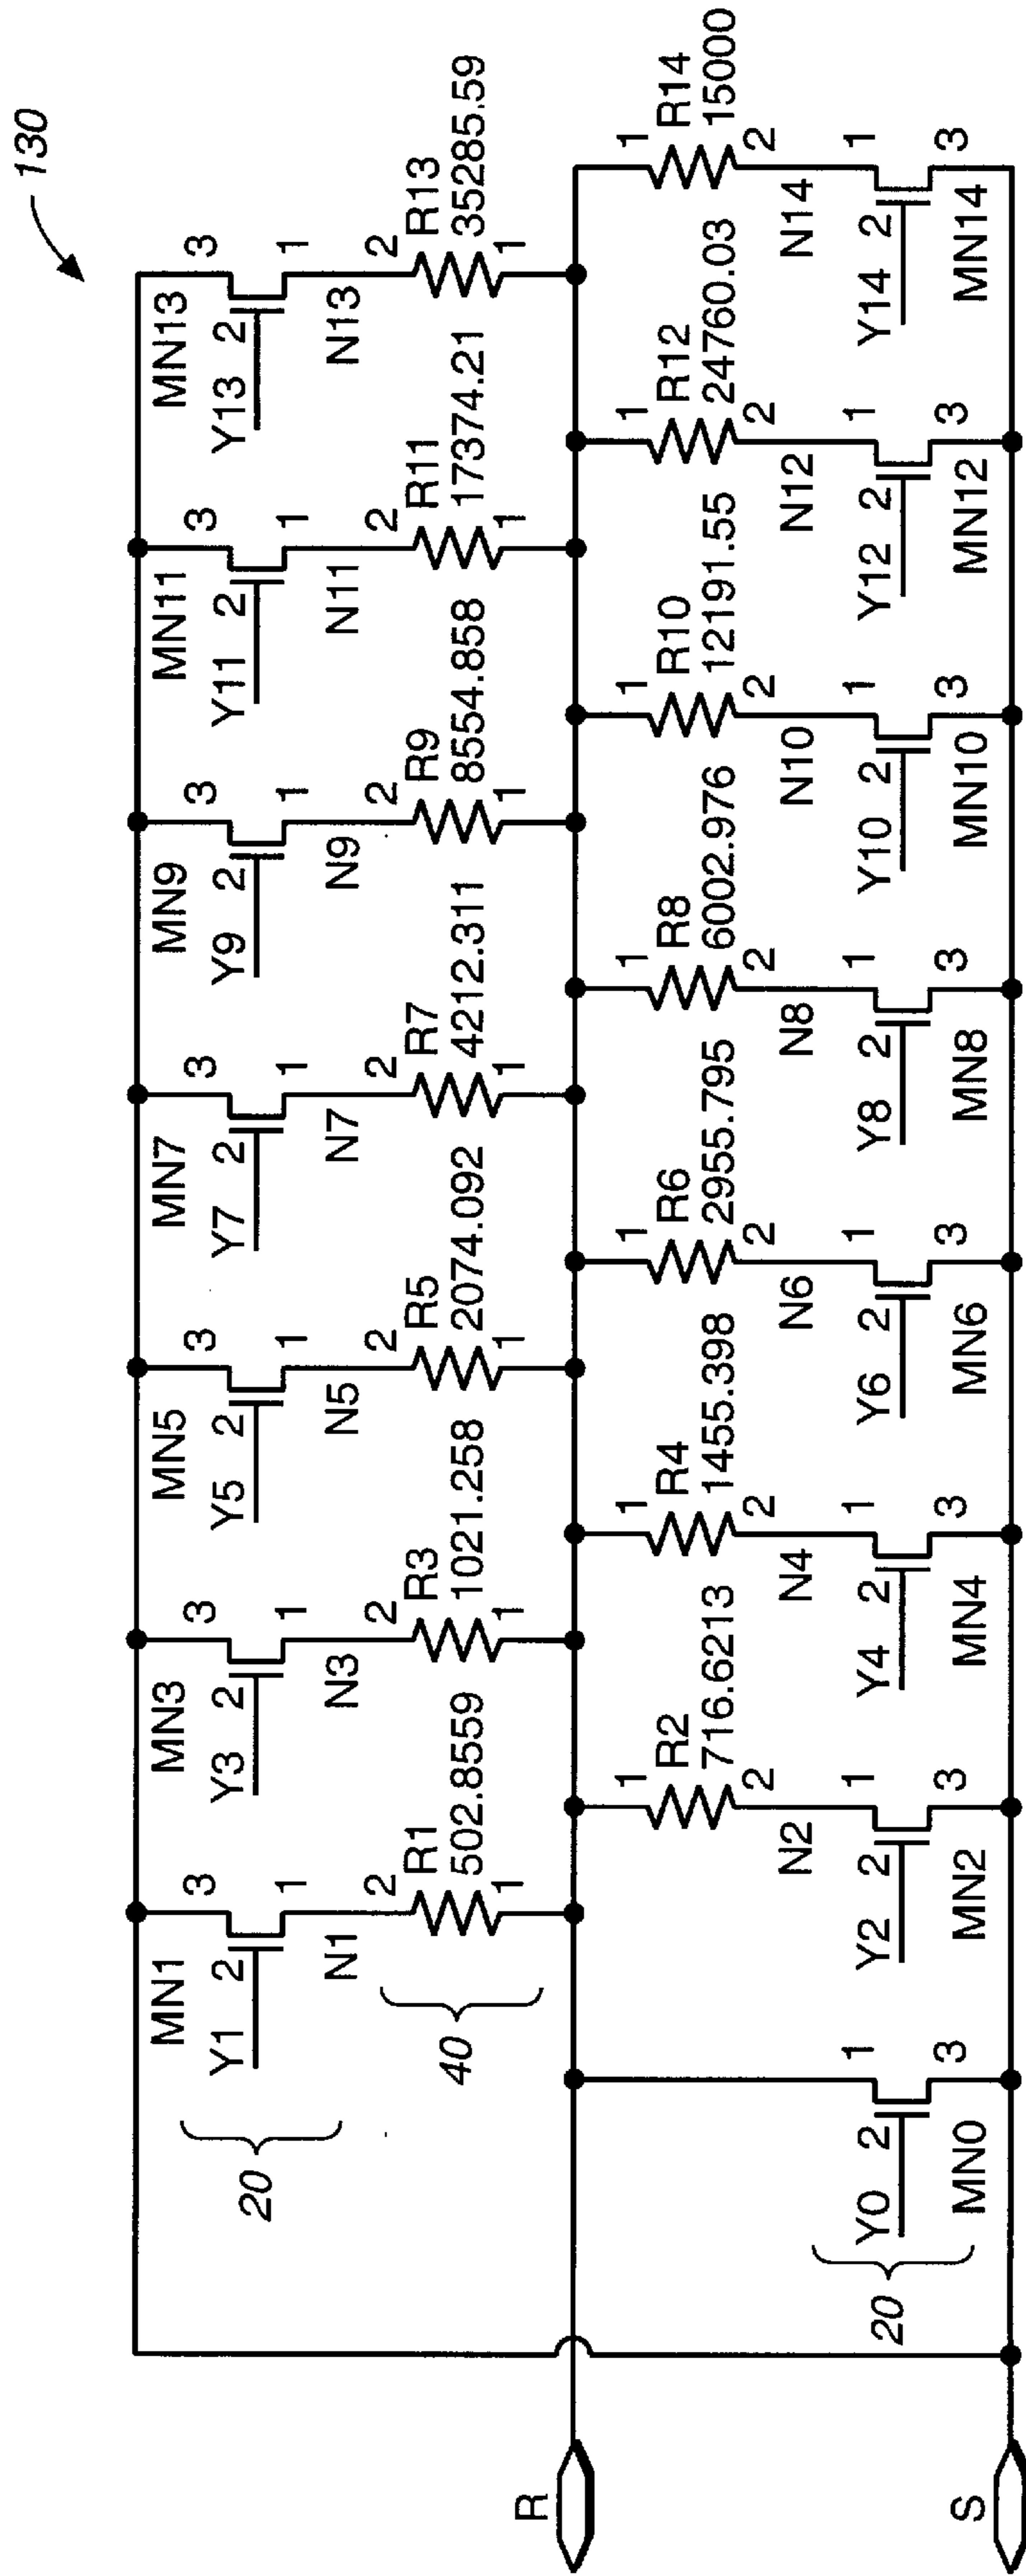 130
MN1
3
Y1
2
1
N1
2
R1
502.8559
1
MN3
3
Y3
2
1
N3
2
R3
1021.258
1
MN5
3
Y5
2
1
N5
2
R5
2074.092
1
MN7
3
Y7
2
1
N7
2
R7
4212.311
1
MN9
3
Y9
2
1
N9
2
R9
8554.858
1
MN11
3
Y11
2
1
N11
2
R11
17374.21
1
MN13
3
Y13
2
1
N13
2
R13
35285.59
1
20
40
R
Y0
2
1
3
MN0
20
1
R2
716.6213
2
N2
1
Y2
2
3
MN2
1
R4
1455.398
2
N4
1
Y4
2
3
MN4
1
R6
2955.795
2
N6
1
Y6
2
3
MN6
1
R8
6002.976
2
N8
1
Y8
2
3
MN8
1
R10
12191.55
2
N10
1
Y10
2
3
MN10
1
R12
24760.03
2
N12
1
Y12
2
3
MN12
1
R14
15000
2
N14
1
Y14
2
3
MN14
S